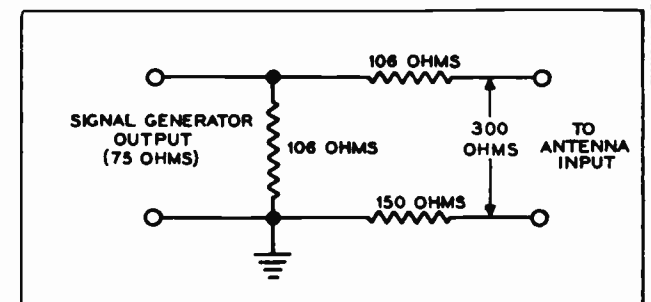 106 OHMS
SIGNAL GENERATOR
OUTPUT
(75 OHMS)
106 OHMS
300
OHMS
TO
ANTENNA
INPUT
150 OHMS